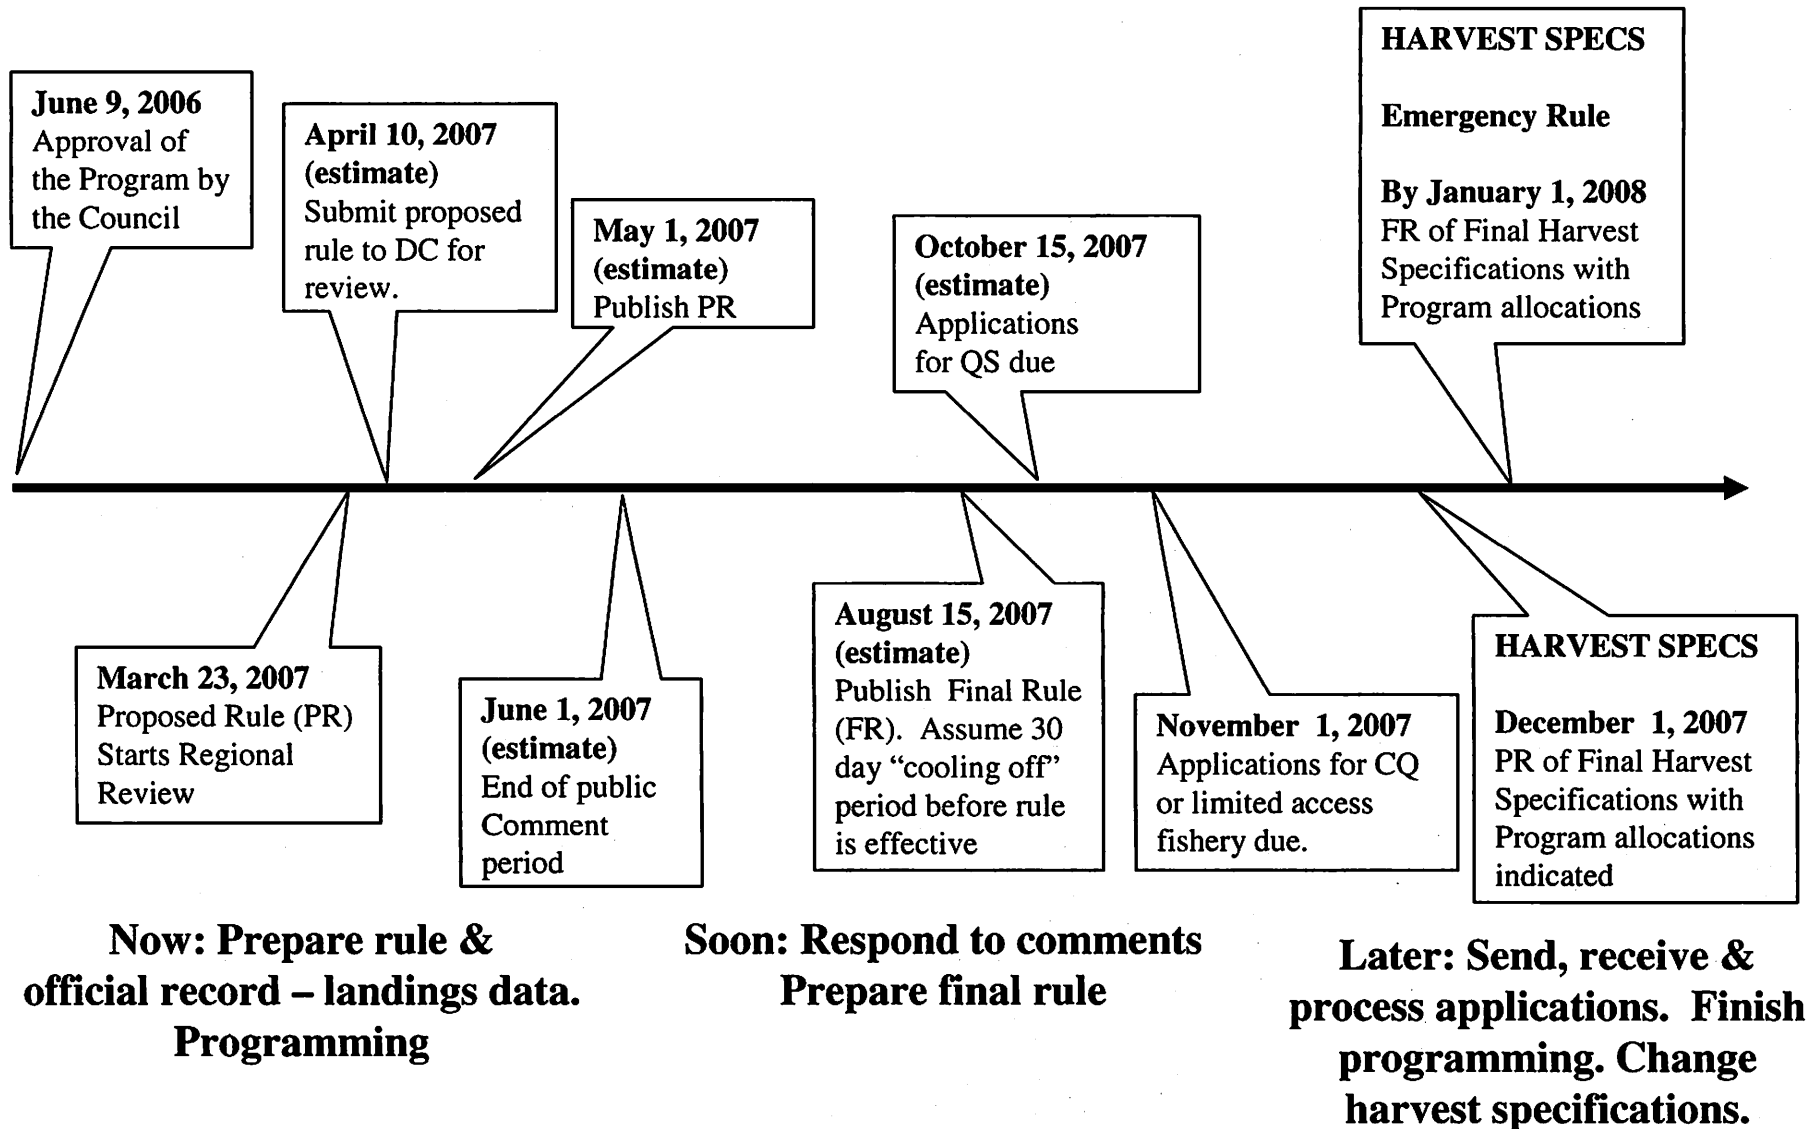 June 9, 2006
Approval of
the Program by
the Council
April 10, 2007
(estimate)
Submit proposed
rule to DC for
review.
May 1, 2007
(estimate)
Publish PR
October 15, 2007
(estimate)
Applications
for QS due
HARVEST SPECS
Emergency Rule
By January 1, 2008
FR of Final Harvest
Specifications with
Program allocations
March 23, 2007
Proposed Rule (PR)
Starts Regional
Review
June 1, 2007
(estimate)
End of public
Comment
period
August 15, 2007
(estimate)
Publish Final Rule
(FR). Assume 30
day “cooling off”
period before rule
is effective
November 1, 2007
Applications for CQ
or limited access
fishery due.
HARVEST SPECS
December 1, 2007
PR of Final Harvest
Specifications with
Program allocations
indicated
Now: Prepare rule &
official record – landings data.
Programming
Soon: Respond to comments
Prepare final rule
Later: Send, receive &
process applications. Finish
programming. Change
harvest specifications.